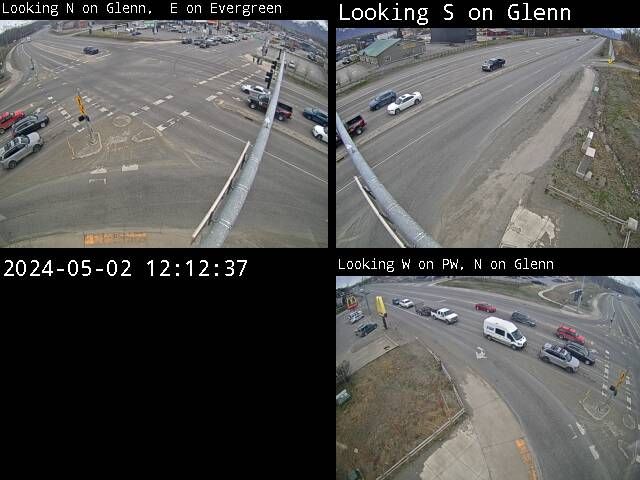 Looking N on Glenn,  E on Evergreen
Looking S on Glenn
2024-05-02 12:12:37
Looking W on PW, N on Glenn